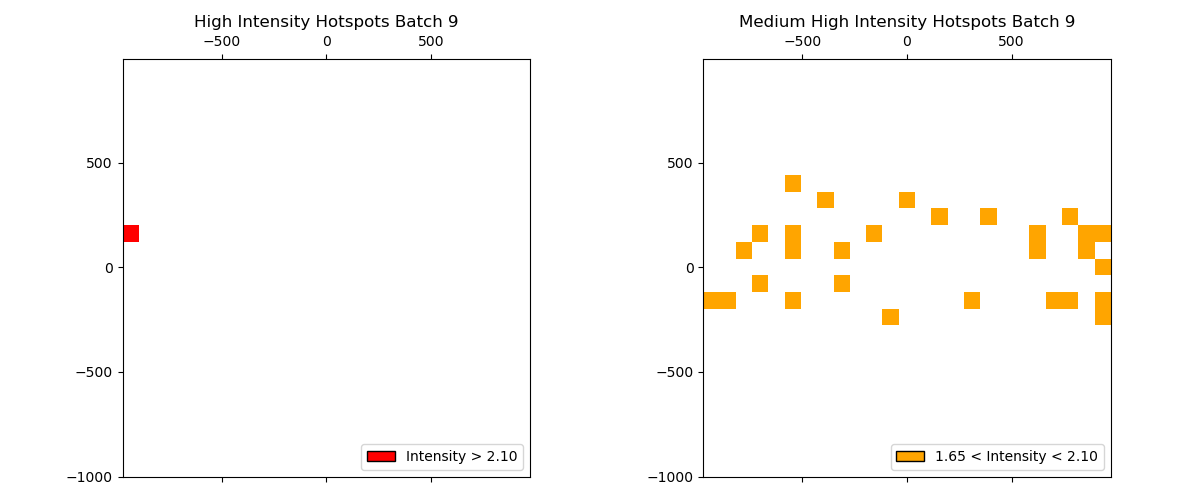 High Intensity Hotspots Batch 9
−500 0 500
500
0
−500
−1000
Intensity > 2.10
Medium High Intensity Hotspots Batch 9
−500 0 500
500
0
−500
−1000
1.65 < Intensity < 2.10